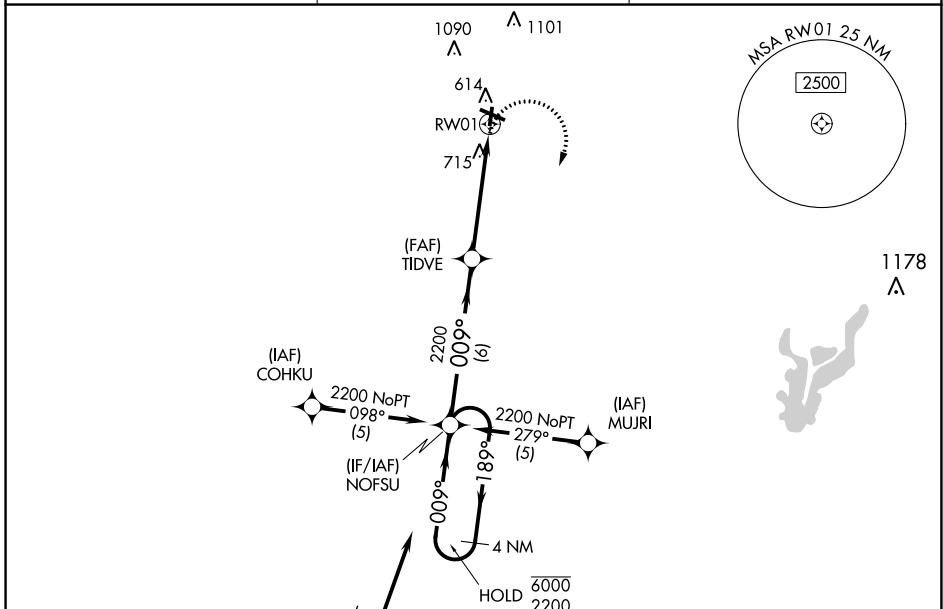 1090
1101
MSA RW01 25 NM
2500
614
RW01
715
(FAF)
TIDVE
1178
2200
009°
(6)
(IAF)
COHKU
2200 NoPT
098°
(5)
2200 NoPT
279°
(5)
(IAF)
MUJRI
(IF/IAF)
NOFSU
189°
009°
4 NM
HOLD 6000
2200